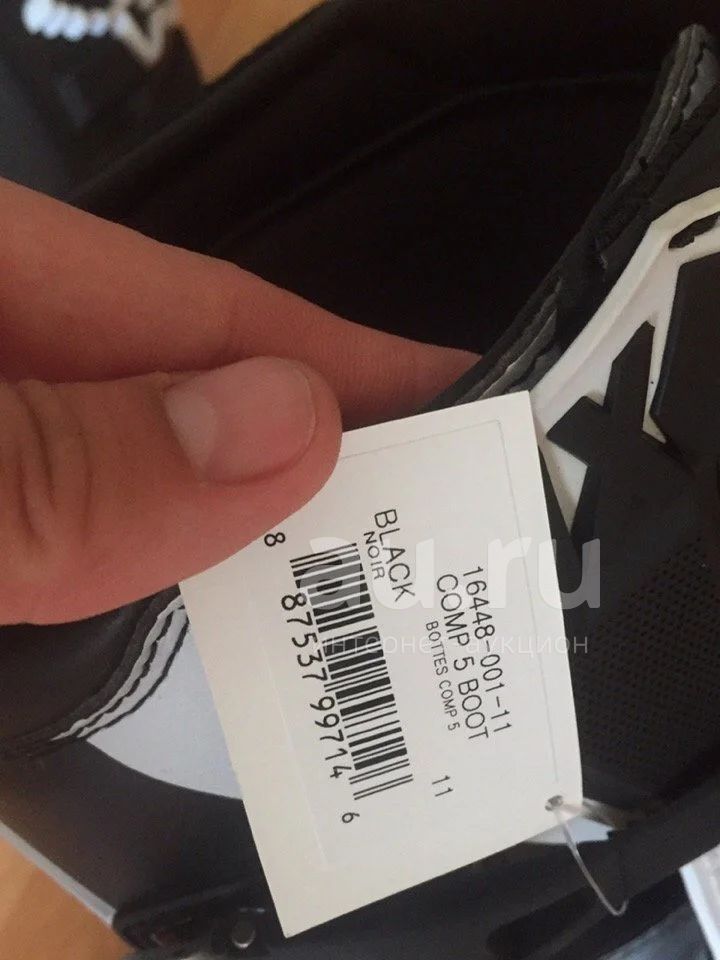 16448-001-11
COMP 5 BOOT
BOTTES COMP 5
11
BLACK
NOIR
8 87537 99714 6
au.ru
интернет-аукцион